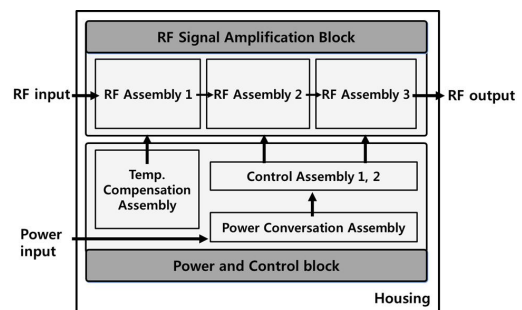 RF Signal Amplification Block
RF input
RF Assembly 1
RF Assembly 2
RF Assembly 3
RF output
Temp.
Compensation
Assembly
Control Assembly 1, 2
Power
input
Power Conversation Assembly
Power and Control block
Housing